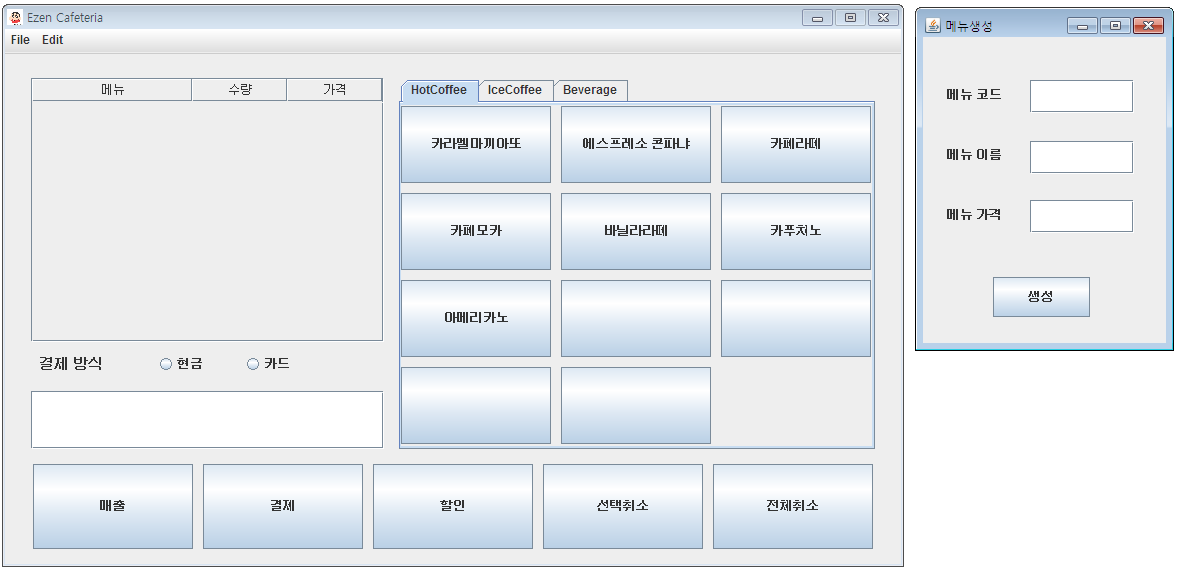 Ezen Cafeteria
File Edit
메뉴 수량 가격
HotCoffee IceCoffee Beverage
카라멜마끼아또 에스프레소 콘파냐 카페라떼
카페모카 바닐라라떼 카푸치노
아메리카노
결제 방식 현금 카드
매출 결제 할인 선택취소 전체취소
메뉴생성
메뉴 코드
메뉴 이름
메뉴 가격
생성